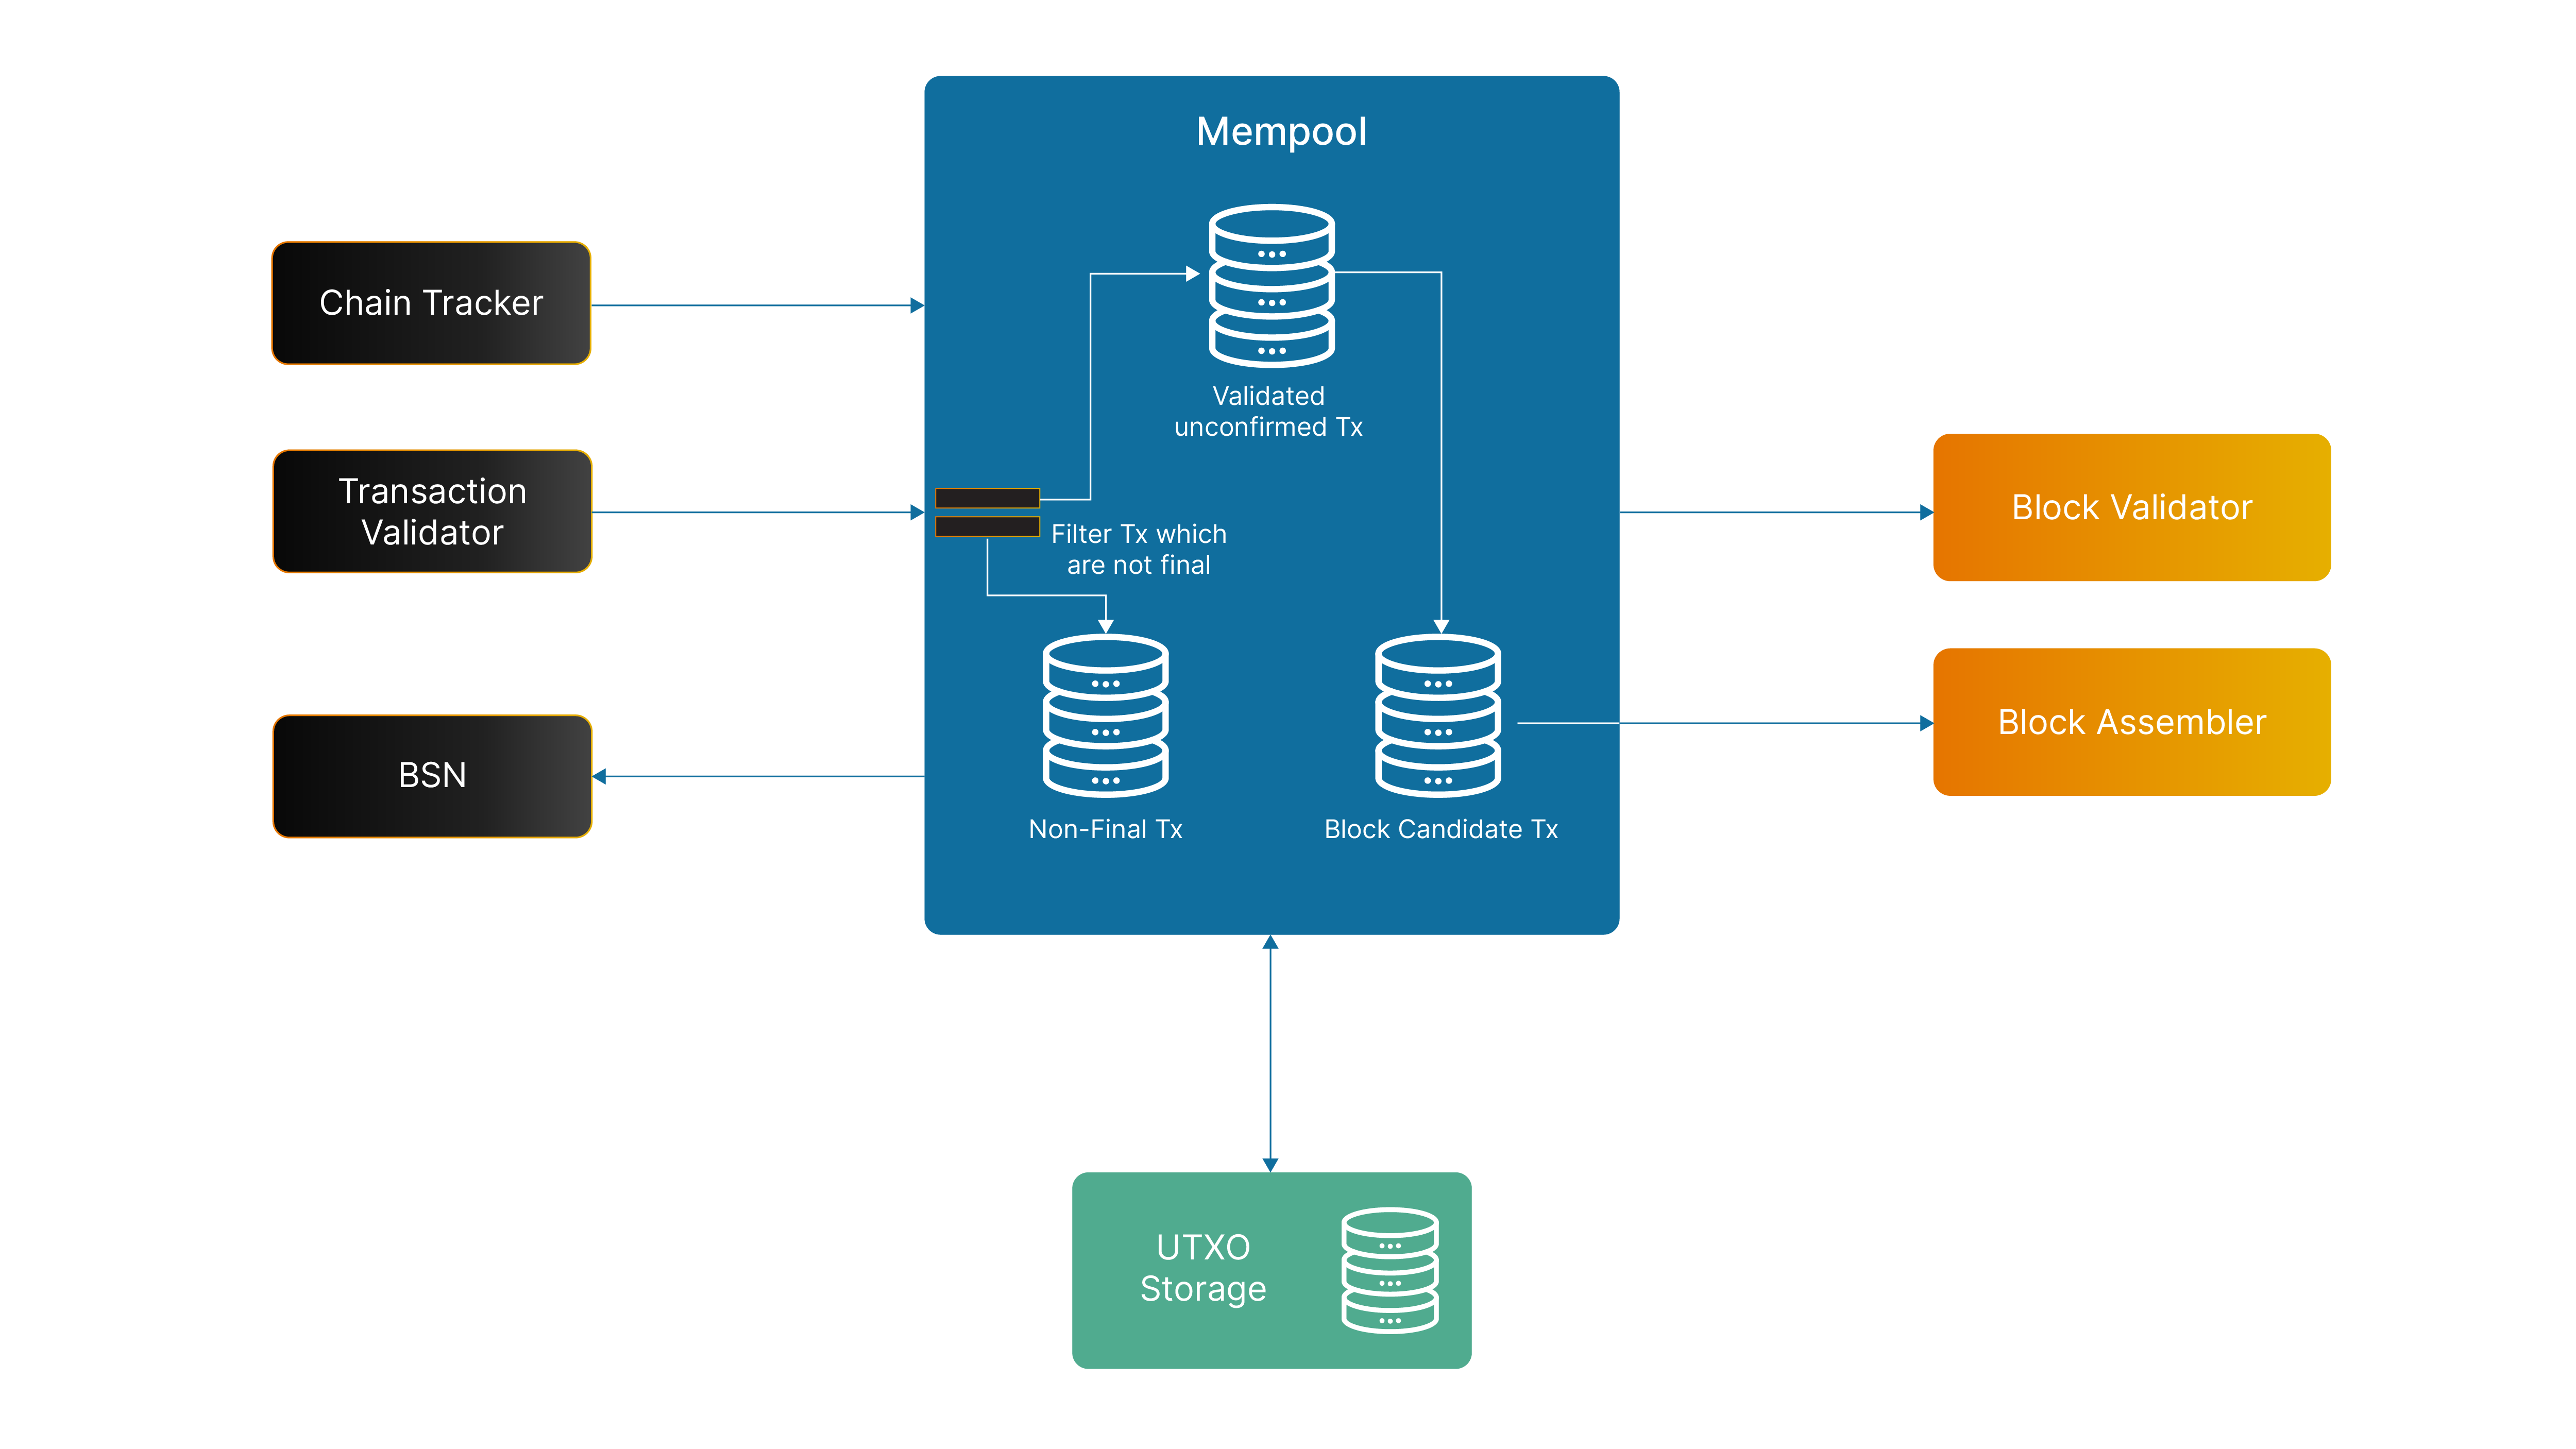 Mempool
Chain Tracker
Validated
unconfirmed Tx
Transaction
Validator
Filter Tx which
are not final
Block Validator
Block Assembler
BSN
Non-Final Tx
Block Candidate Tx
UTXO
Storage